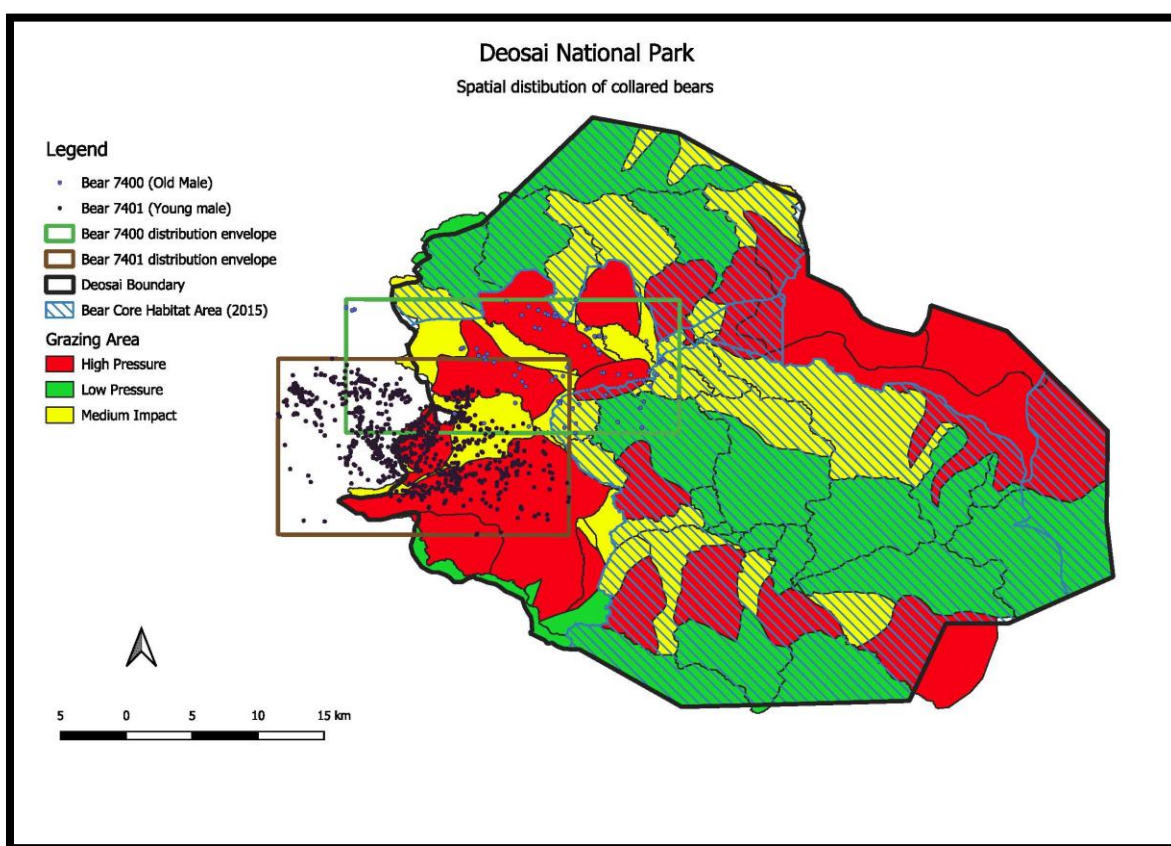 Deosai National Park
Spatial distibution of collared bears
Legend
Bear 7400 (Old Male)
Bear 7401 (Young male)
Bear 7400 distribution envelope
Bear 7401 distribution envelope
Deosai Boundary
Bear Core Habitat Area (2015)
Grazing Area
High Pressure
Low Pressure
Medium Impact
5 0 5 10 15 km